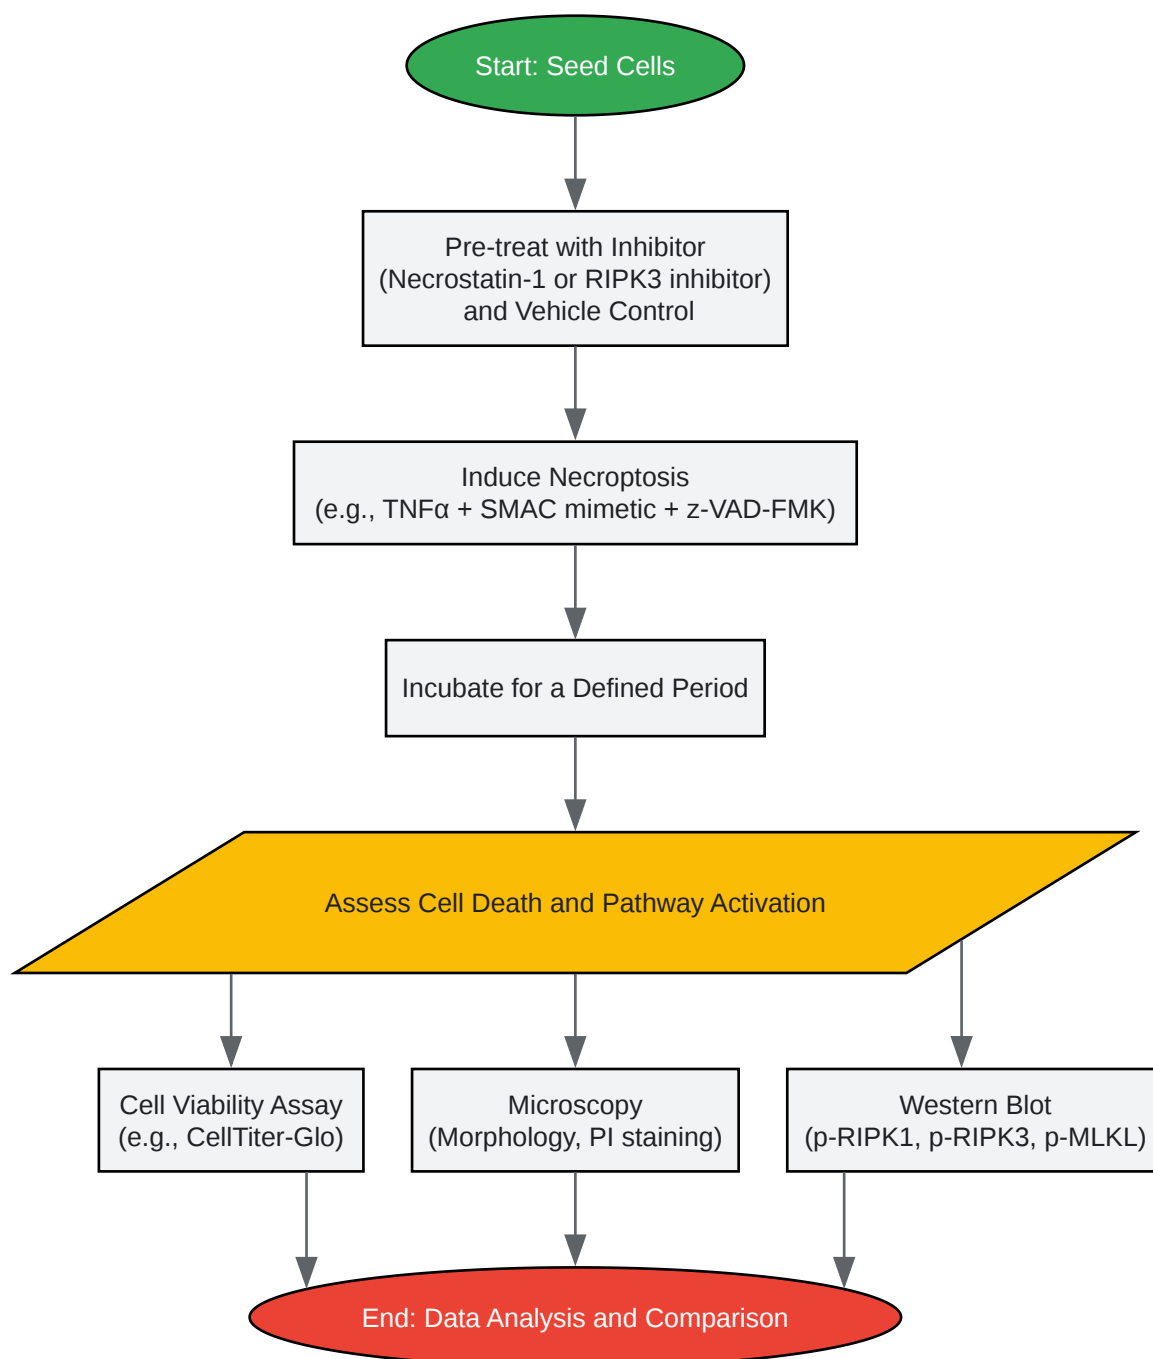 Start: Seed Cells
Pre-treat with Inhibitor
(Necrostatin-1 or RIPK3 inhibitor)
and Vehicle Control
Induce Necroptosis
(e.g., TNFα + SMAC mimetic + z-VAD-FMK)
Incubate for a Defined Period
Assess Cell Death and Pathway Activation
Cell Viability Assay
(e.g., CellTiter-Glo)
Microscopy
(Morphology, PI staining)
Western Blot
(p-RIPK1, p-RIPK3, p-MLKL)
End: Data Analysis and Comparison